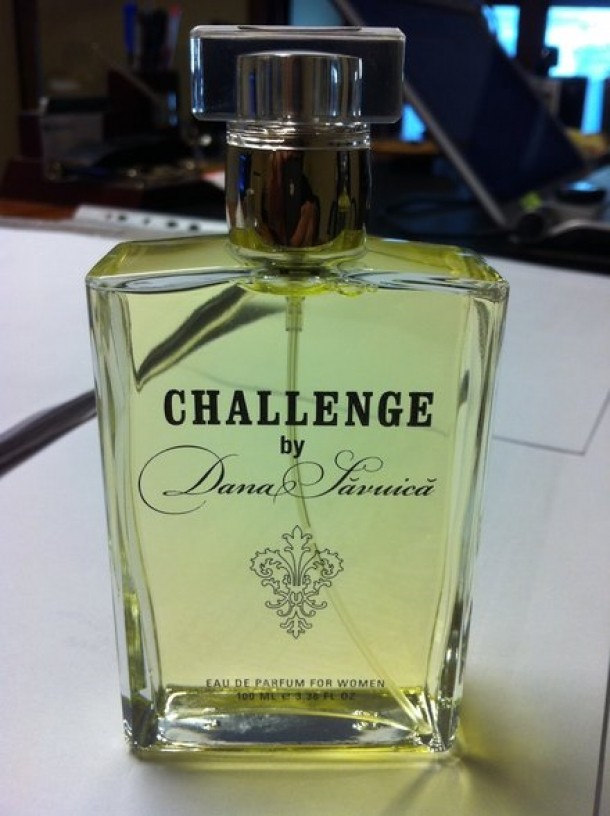 CHALLENGE
by
Dana Săvuică
EAU DE PARFUM FOR WOMEN
100 ML e 3.38 FL OZ